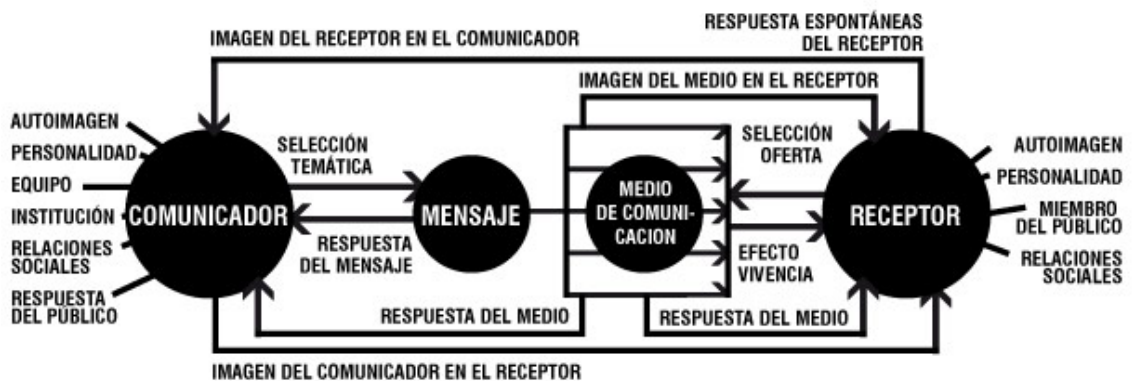 IMAGEN DEL RECEPTOR EN EL COMUNICADOR
RESPUESTA ESPONTÁNEAS
DEL RECEPTOR
IMAGEN DEL MEDIO EN EL RECEPTOR
AUTOIMAGEN
PERSONALIDAD
EQUIPO
INSTITUCIÓN
RELACIONES
SOCIALES
RESPUESTA
DEL PÚBLICO
COMUNICADOR
SELECCIÓN
TEMÁTICA
RESPUESTA
DEL MENSAJE
MENSAJE
MEDIO
DE COMUNI-
CACION
SELECCIÓN
OFERTA
EFECTO
VIVENCIA
RECEPTOR
AUTOIMAGEN
PERSONALIDAD
MIEMBRO
DEL PÚBLICO
RELACIONES
SOCIALES
RESPUESTA DEL MEDIO
RESPUESTA DEL MEDIO
IMAGEN DEL COMUNICADOR EN EL RECEPTOR